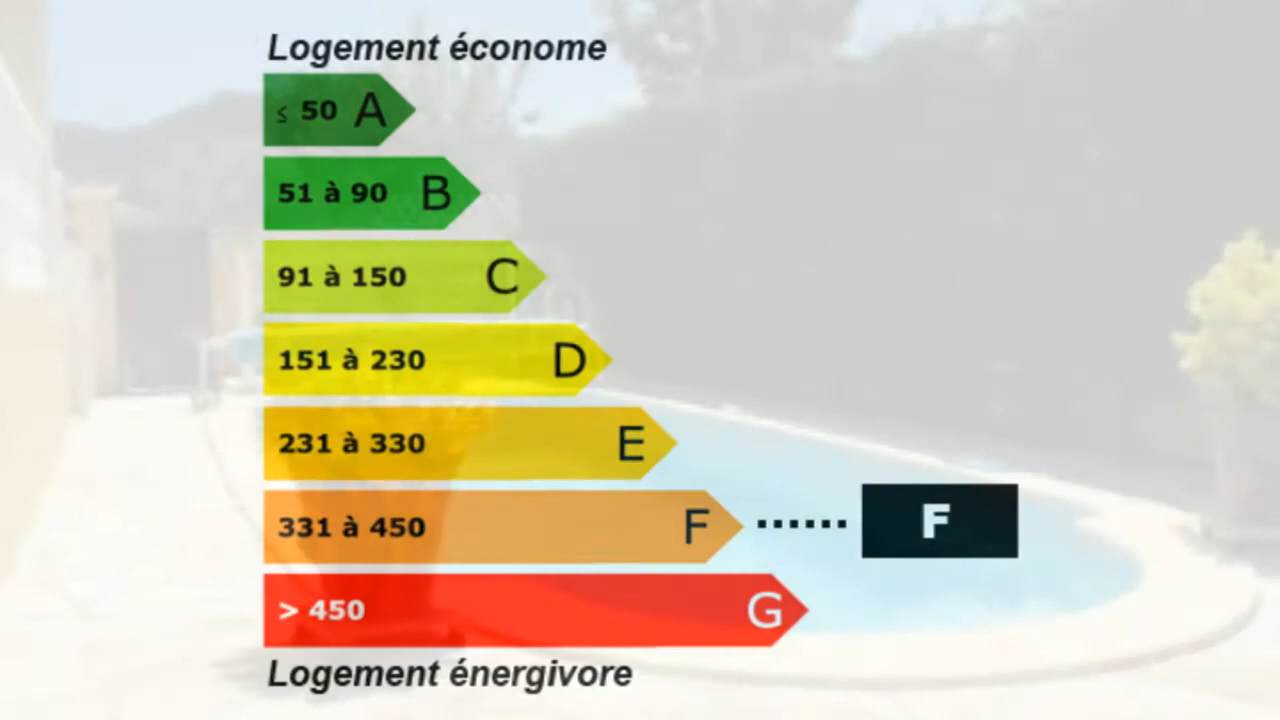 Logement économe
≤ 50 A
51 à 90 B
91 à 150 C
151 à 230 D
231 à 330 E
331 à 450 F ...... F
> 450 G
Logement énergivore